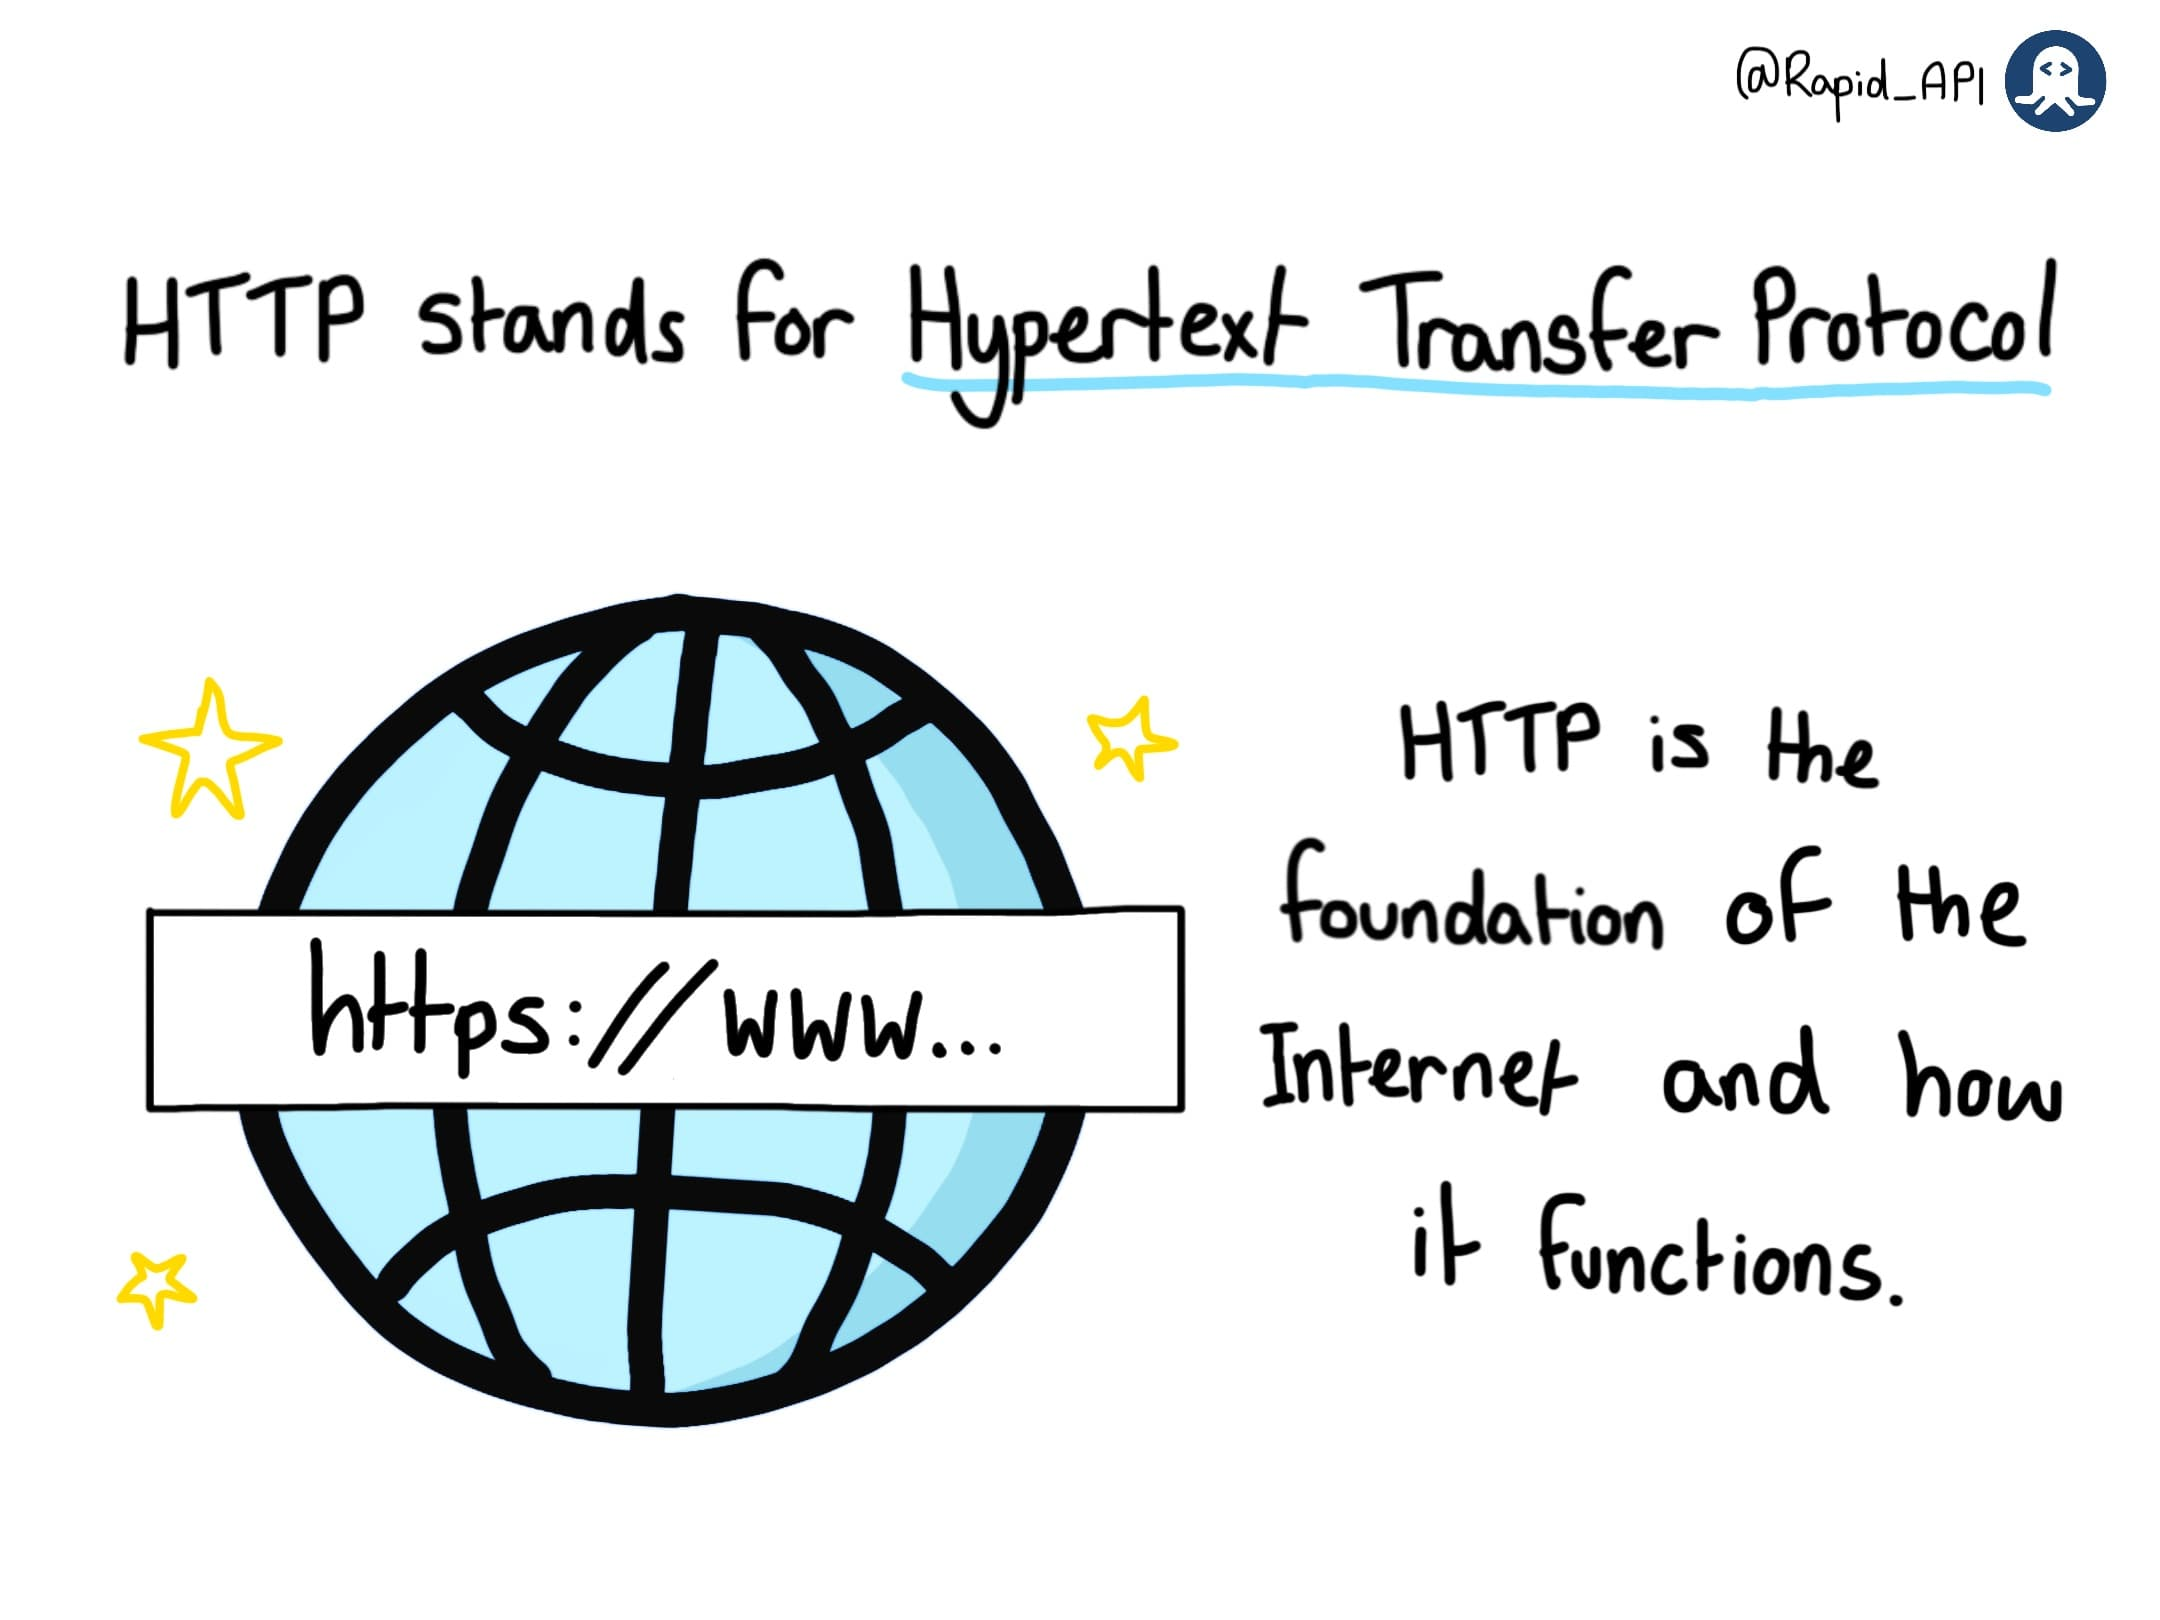 @Rapid_API
HTTP stands for Hypertext Transfer Protocol
https://www...
HTTP is the
foundation of the
Internet and how
it functions.